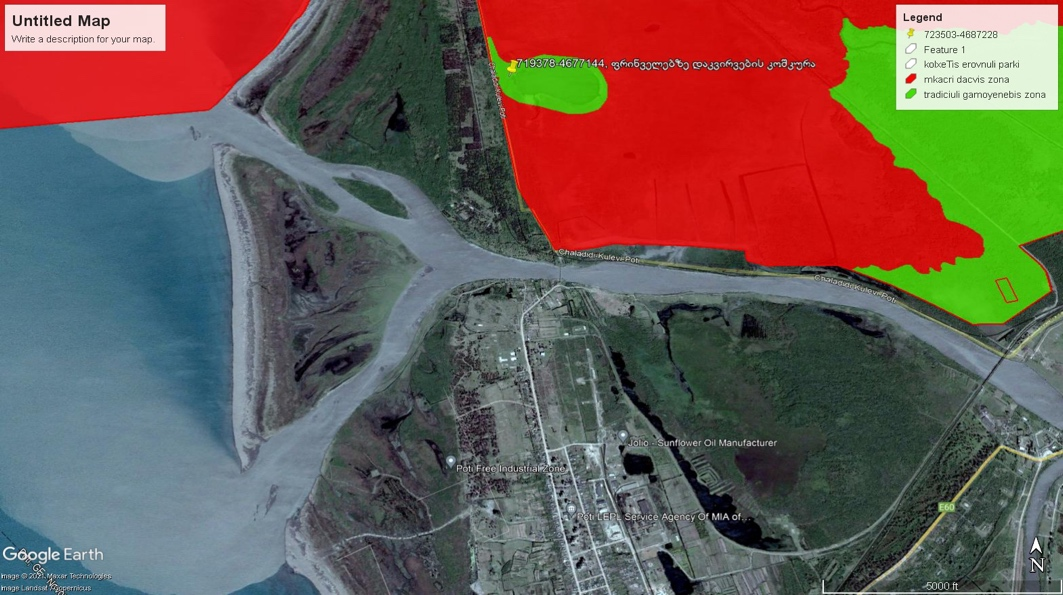 Untitled Map
Write a description for your map.
Legend
723503-4687228
Feature 1
kolxeTis erovnuli parki
mkacri dacvis zona
tradiciuli gamoyenebis zona
719378-4677144, ფრინველებზე დაკვირვების კოშკურა
Chaladidi Kulevi Poti
Chaladidi Kulevi Poti
Jolio - Sunflower Oil Manufacturer
Poti Free Industrial Zone
E60
Poti LEPL Service Agency Of MIA of...
Google Earth
Image © 2021 Maxar Technologies
Image Landsat / Copernicus
N
5000 ft